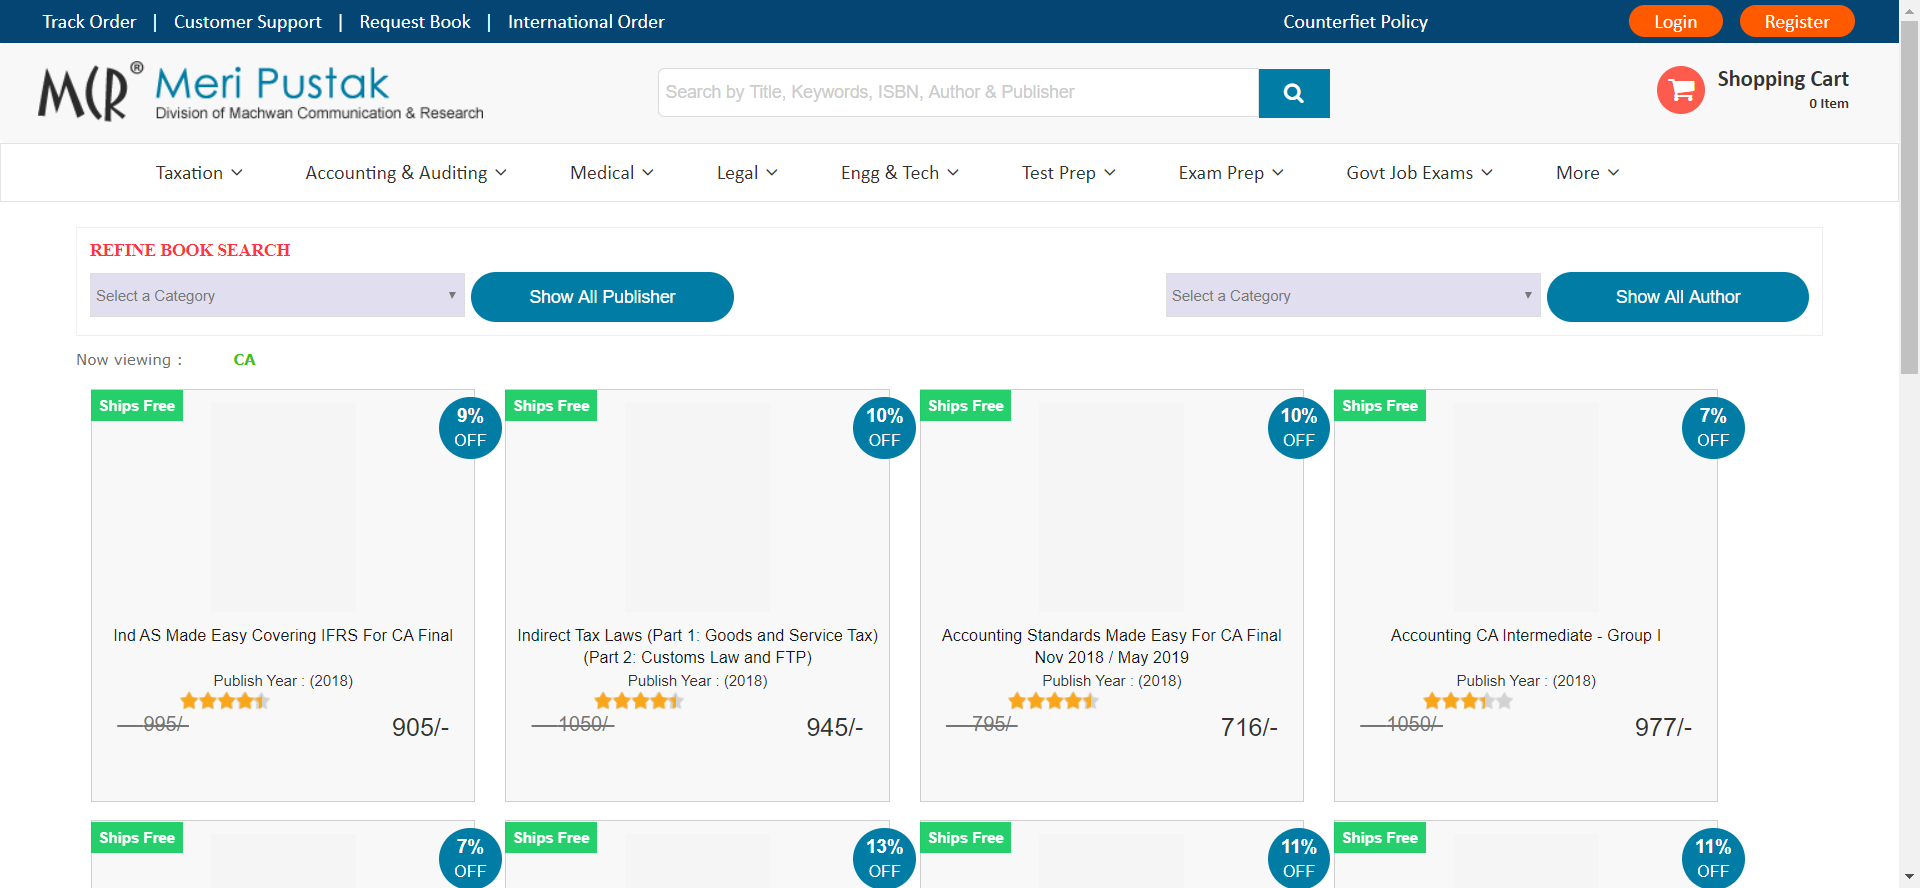 Track Order | Customer Support | Request Book | International Order Counterfiet Policy Login Register
MCR® Meri Pustak
Division of Machwan Communication & Research
Search by Title, Keywords, ISBN, Author & Publisher
Shopping Cart
0 Item
Taxation Accounting & Auditing Medical Legal Engg & Tech Test Prep Exam Prep Govt Job Exams More
REFINE BOOK SEARCH
Select a Category Show All Publisher Select a Category Show All Author
Now viewing : CA
Ships Free 9% OFF
Ind AS Made Easy Covering IFRS For CA Final
Publish Year : (2018)
995/- 905/-
Ships Free 10% OFF
Indirect Tax Laws (Part 1: Goods and Service Tax)
(Part 2: Customs Law and FTP)
Publish Year : (2018)
1050/- 945/-
Ships Free 10% OFF
Accounting Standards Made Easy For CA Final
Nov 2018 / May 2019
Publish Year : (2018)
795/- 716/-
Ships Free 7% OFF
Accounting CA Intermediate - Group I
Publish Year : (2018)
1050/- 977/-
Ships Free 7% OFF
Ships Free 13% OFF
Ships Free 11% OFF
Ships Free 11% OFF